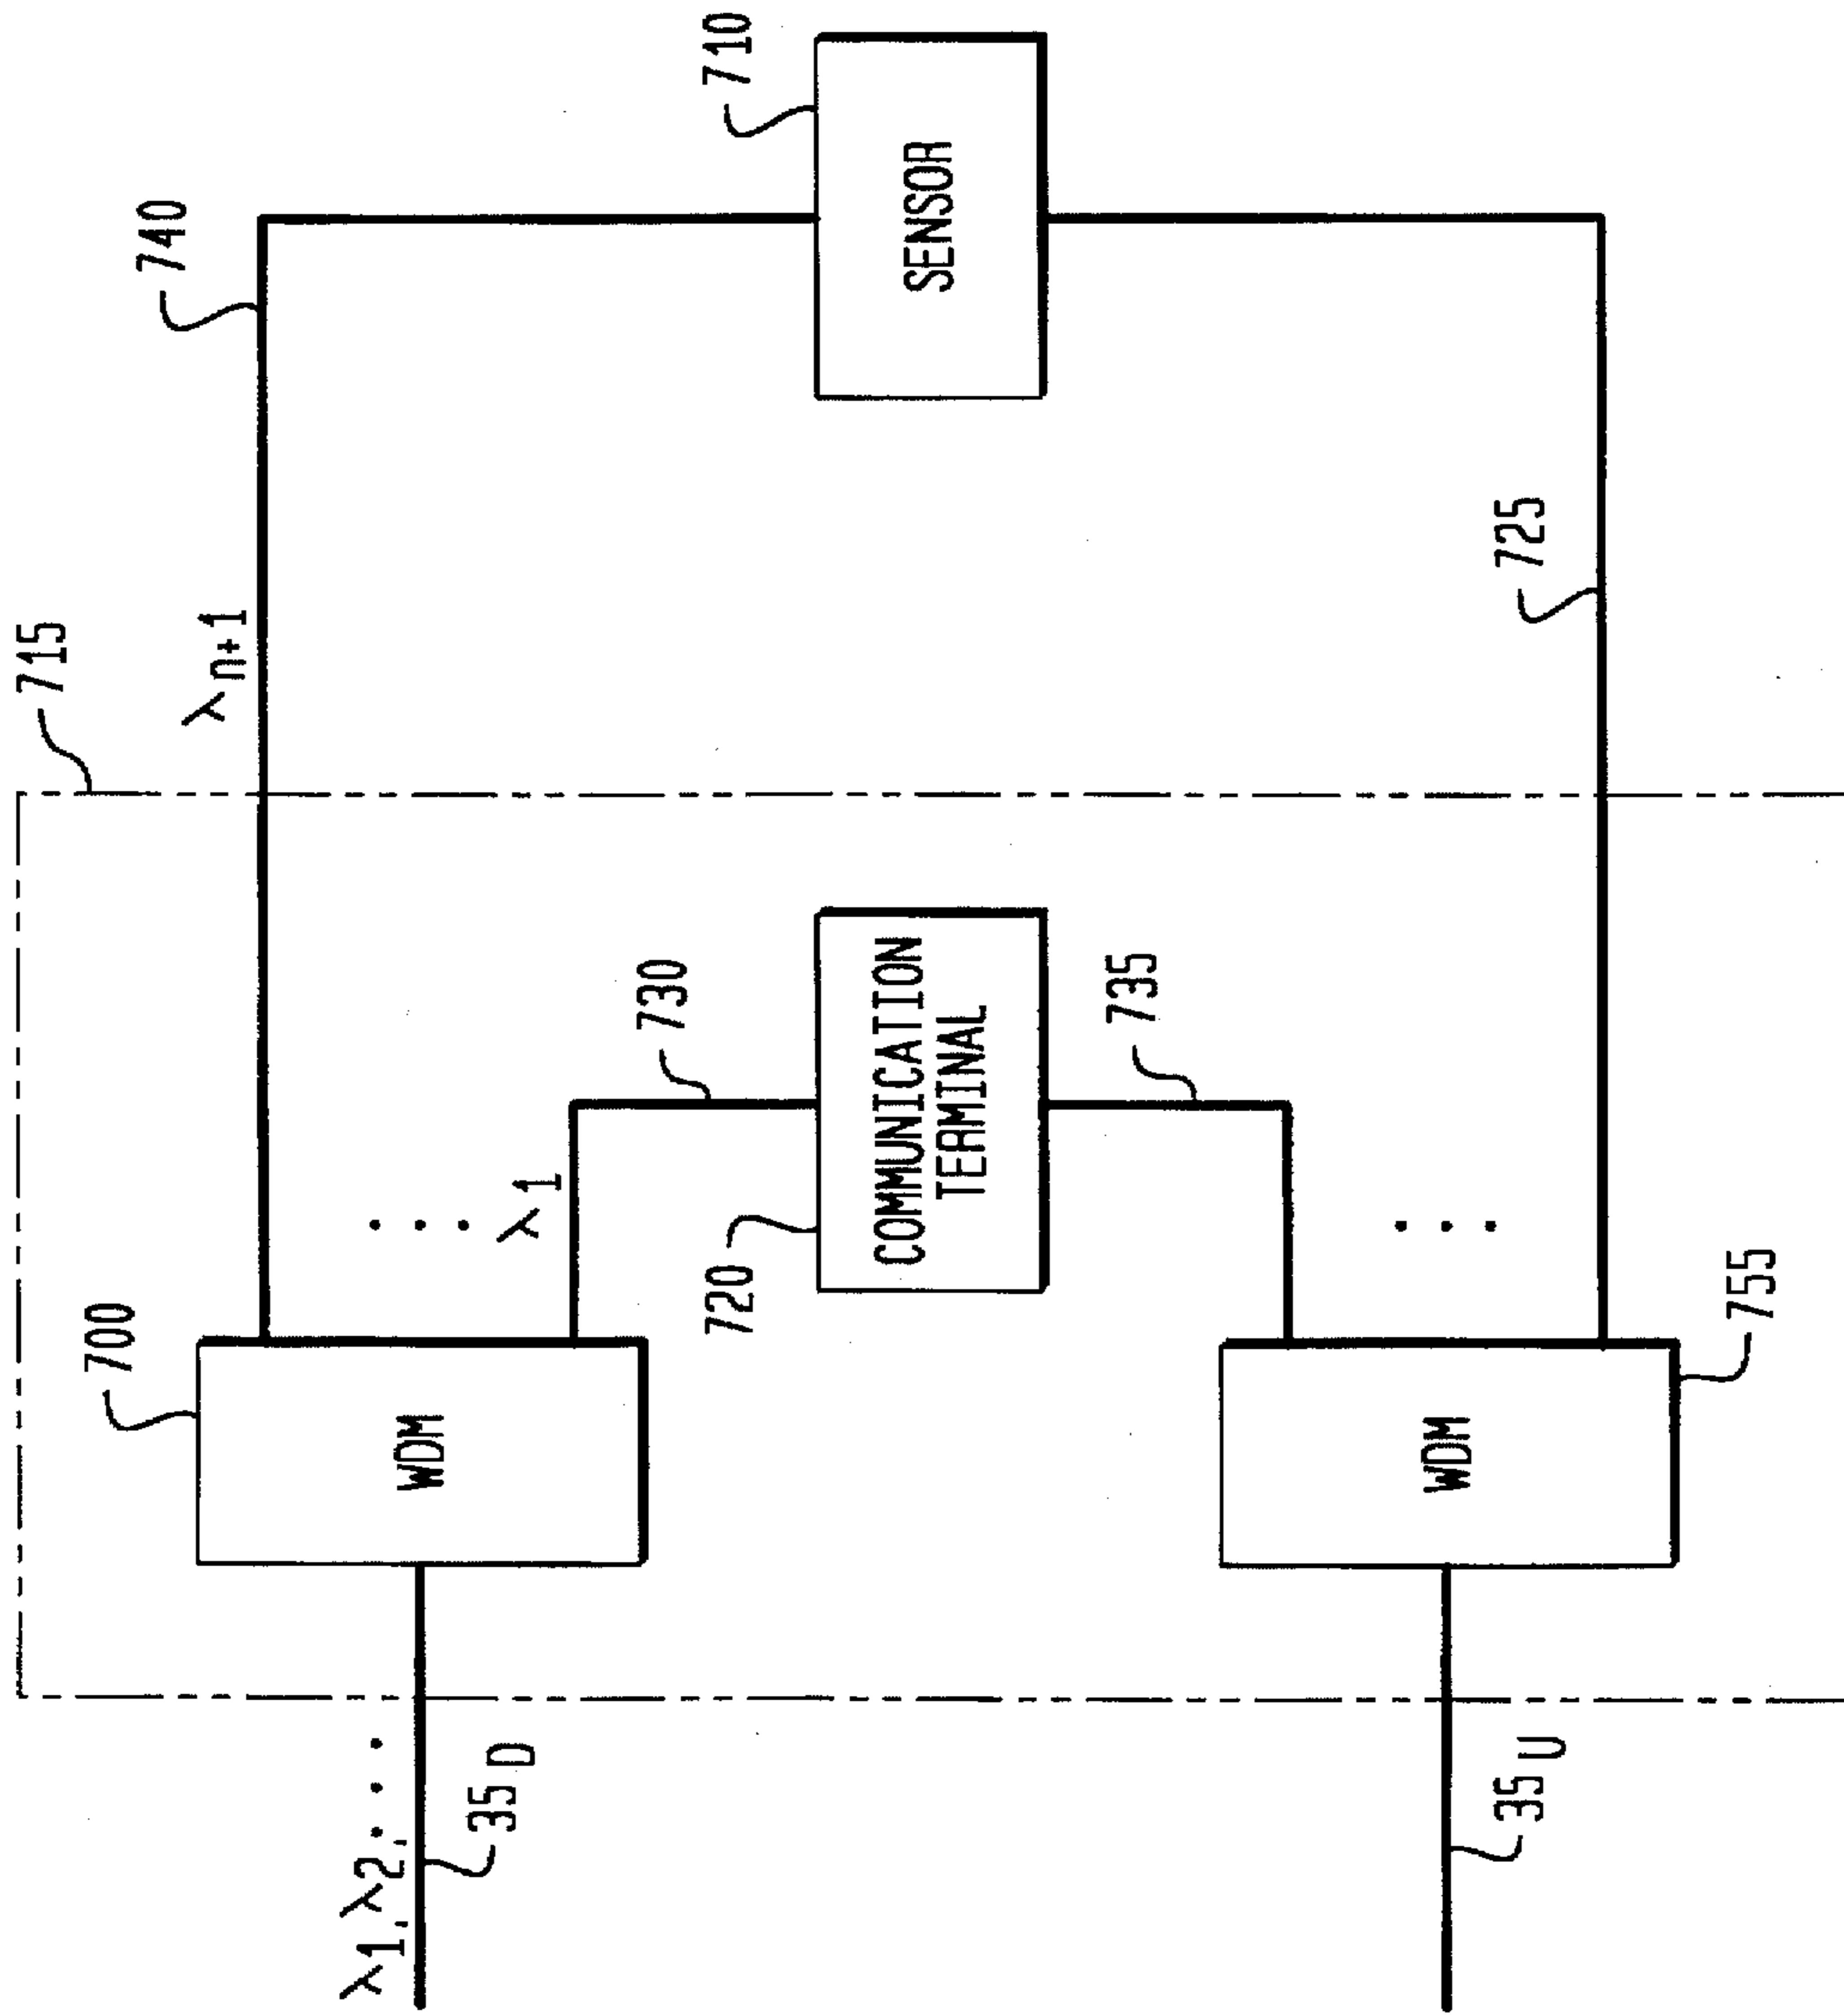 715
740
λn+1
700
λ1
730
720
COMMUNICATION
TERMINAL
710
SENSOR
WDM
λ1, λ2, ...
35D
735
725
WDM
755
35U